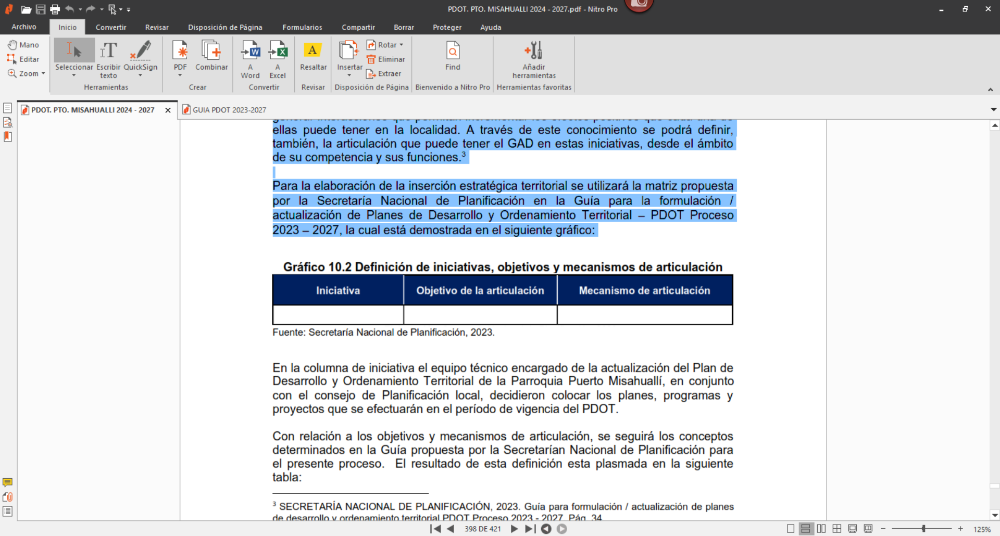 PDOT. PTO. MISAHUALLI 2024 - 2027.pdf - Nitro Pro
Archivo Inicio Convertir Revisar Disposición de Página Formularios Compartir Borrar Proteger Ayuda
Mano
Editar
Zoom
Seleccionar
Escribir texto
QuickSign
Herramientas
PDF
Combinar
Crear
A Word
A Excel
Convertir
Resaltar
Revisar
Insertar
Rotar
Eliminar
Extraer
Disposición de Página
Find
Bienvenido a Nitro Pro
Añadir herramientas
Herramientas favoritas
PDOT. PTO. MISAHUALLI 2024 - 2027
GUIA PDOT 2023-2027
ellas puede tener en la localidad. A través de este conocimiento se podrá definir,
también, la articulación que puede tener el GAD en estas iniciativas, desde el ámbito
de su competencia y sus funciones.3
Para la elaboración de la inserción estratégica territorial se utilizará la matriz propuesta
por la Secretaría Nacional de Planificación en la Guía para la formulación /
actualización de Planes de Desarrollo y Ordenamiento Territorial – PDOT Proceso
2023 – 2027, la cual está demostrada en el siguiente gráfico:
Gráfico 10.2 Definición de iniciativas, objetivos y mecanismos de articulación
Iniciativa Objetivo de la articulación Mecanismo de articulación
Fuente: Secretaría Nacional de Planificación, 2023.
En la columna de iniciativa el equipo técnico encargado de la actualización del Plan de
Desarrollo y Ordenamiento Territorial de la Parroquia Puerto Misahuallí, en conjunto
con el consejo de Planificación local, decidieron colocar los planes, programas y
proyectos que se efectuarán en el período de vigencia del PDOT.
Con relación a los objetivos y mecanismos de articulación, se seguirá los conceptos
determinados en la Guía propuesta por la Secretarían Nacional de Planificación para
el presente proceso. El resultado de esta definición esta plasmada en la siguiente
tabla:
3 SECRETARÍA NACIONAL DE PLANIFICACIÓN, 2023. Guía para formulación / actualización de planes
de desarrollo y ordenamiento territorial PDOT Proceso 2023 - 2027. Pág. 34
398 DE 421
125%